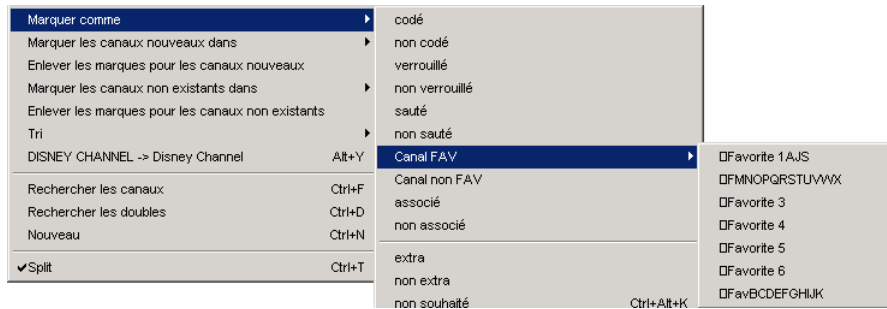 Marquer comme
Marquer les canaux nouveaux dans
Enlever les marques pour les canaux nouveaux
Marquer les canaux non existants dans
Enlever les marques pour les canaux non existants
Tri
DISNEY CHANNEL -> Disney Channel Alt+Y
Rechercher les canaux Ctrl+F
Rechercher les doubles Ctrl+D
Nouveau Ctrl+N
✔Split Ctrl+T
codé
non codé
verrouillé
non verrouillé
sauté
non sauté
Canal FAV
Canal non FAV
associé
non associé
extra
non extra
non souhaité Ctrl+Alt+K
▯Favorite 1AJS
▯FMNOPQRSTUVWX
▯Favorite 3
▯Favorite 4
▯Favorite 5
▯Favorite 6
▯FavBCDEFGHIJK